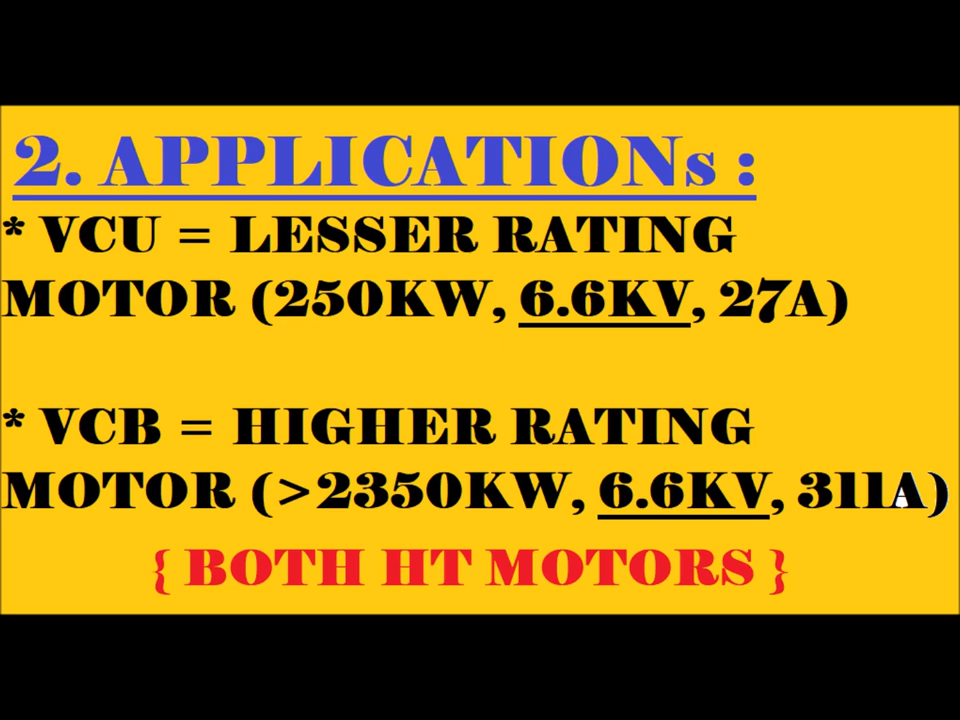 2. APPLICATIONs :
* VCU = LESSER RATING
MOTOR (250KW, 6.6KV, 27A)
* VCB = HIGHER RATING
MOTOR (>2350KW, 6.6KV, 311A)
{ BOTH HT MOTORS }